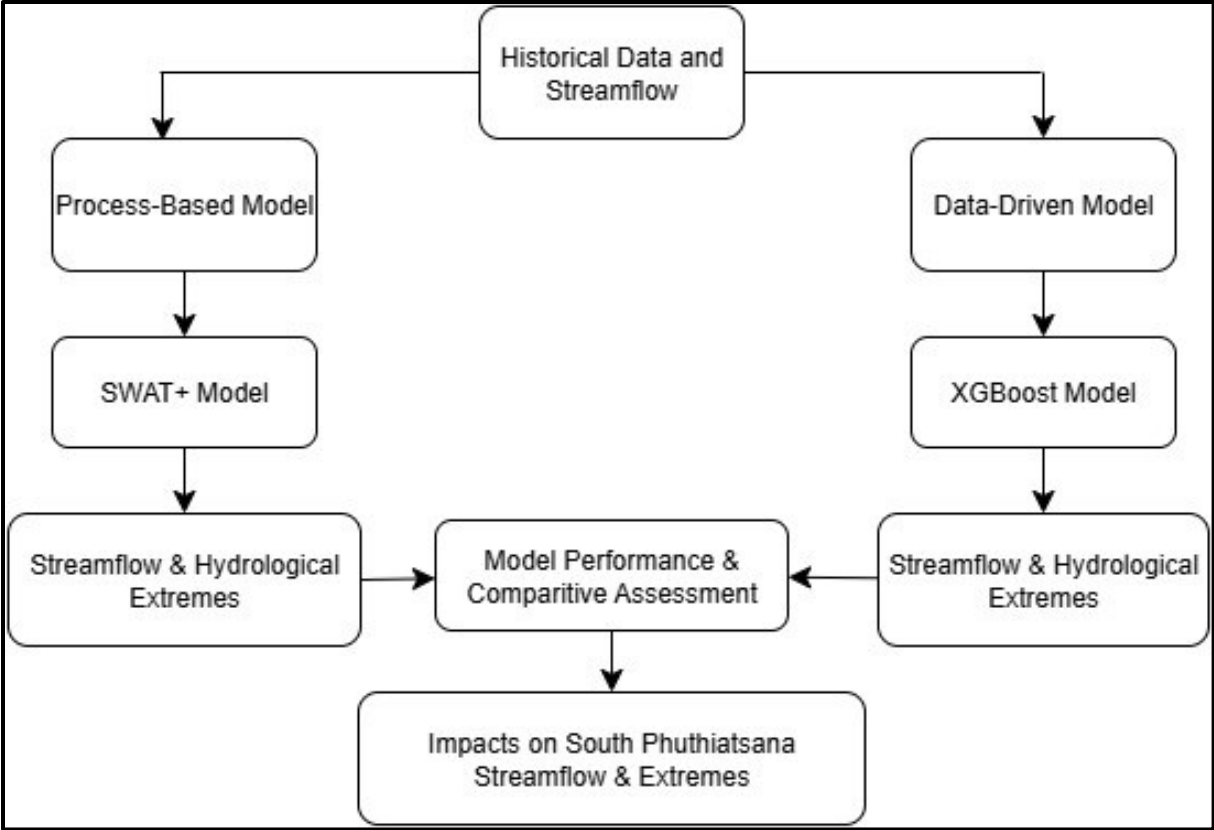 Historical Data and
Streamflow
Process-Based Model
Data-Driven Model
SWAT+ Model
XGBoost Model
Streamflow & Hydrological
Extremes
Model Performance &
Comparitive Assessment
Streamflow & Hydrological
Extremes
Impacts on South Phuthiatsana
Streamflow & Extremes